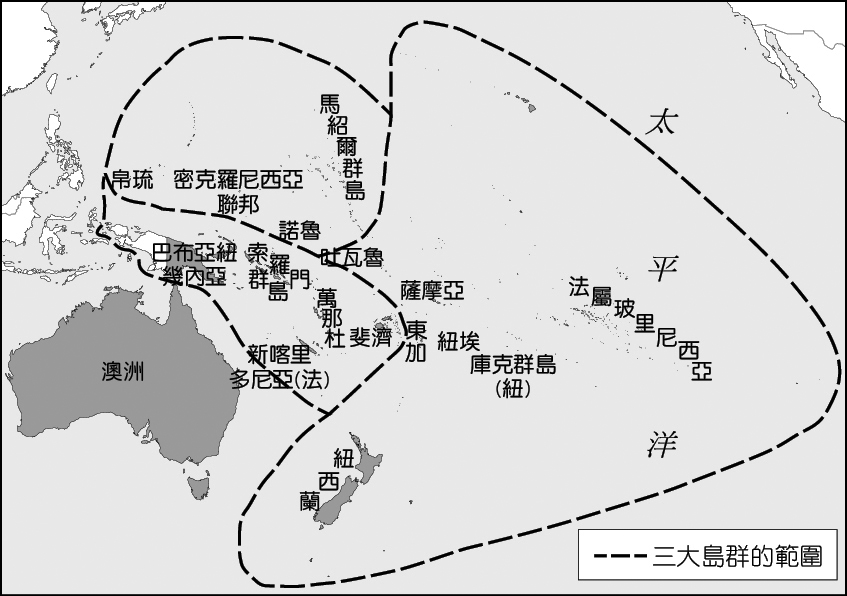 馬紹爾群島
帛琉
密克羅尼西亞
聯邦
諾魯
吐瓦魯
巴布亞紐
幾內亞
索羅門
群島
萬那杜
斐濟
新喀里
多尼亞(法)
薩摩亞
東加
紐埃
庫克群島
(紐)
法屬玻里尼西亞
太平洋
澳洲
紐西蘭
三大島群的範圍